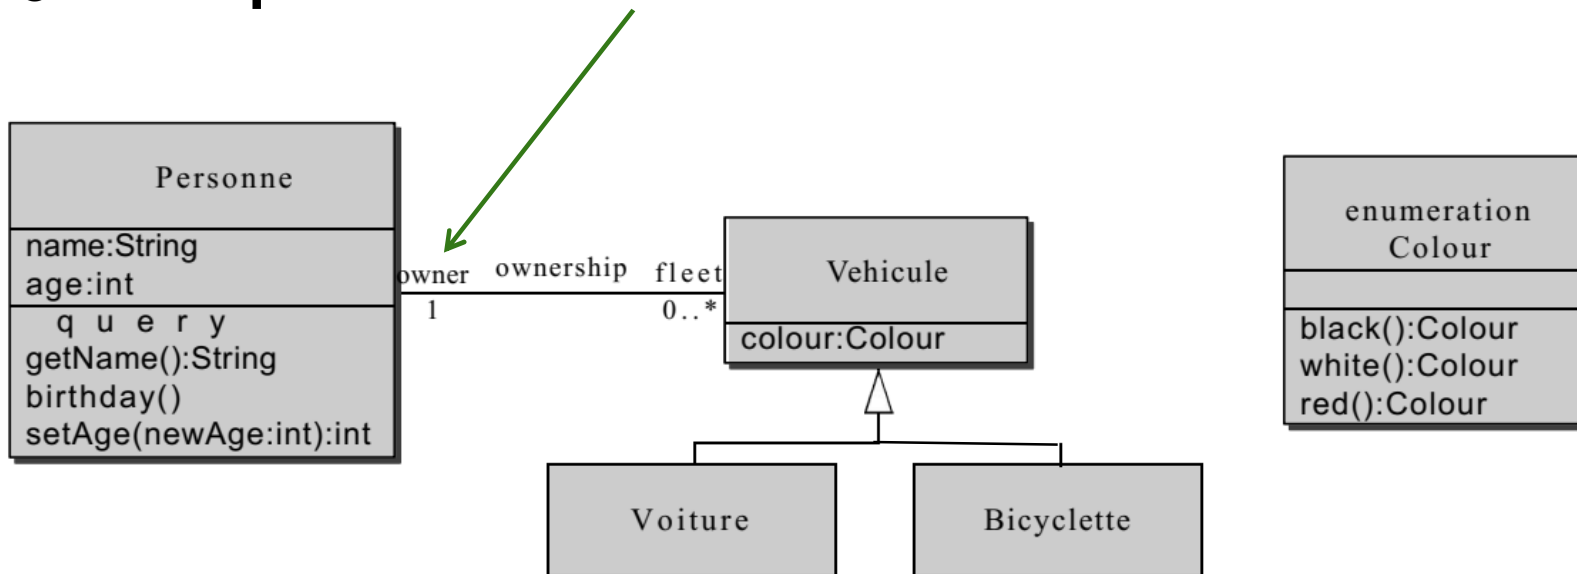 Personne
name:String
age:int
q u e r y
getName():String
birthday()
setAge(newAge:int):int
owner
ownership
fleet
1
0..*
Vehicule
colour:Colour
Voiture
Bicyclette
enumeration
Colour
black():Colour
white():Colour
red():Colour